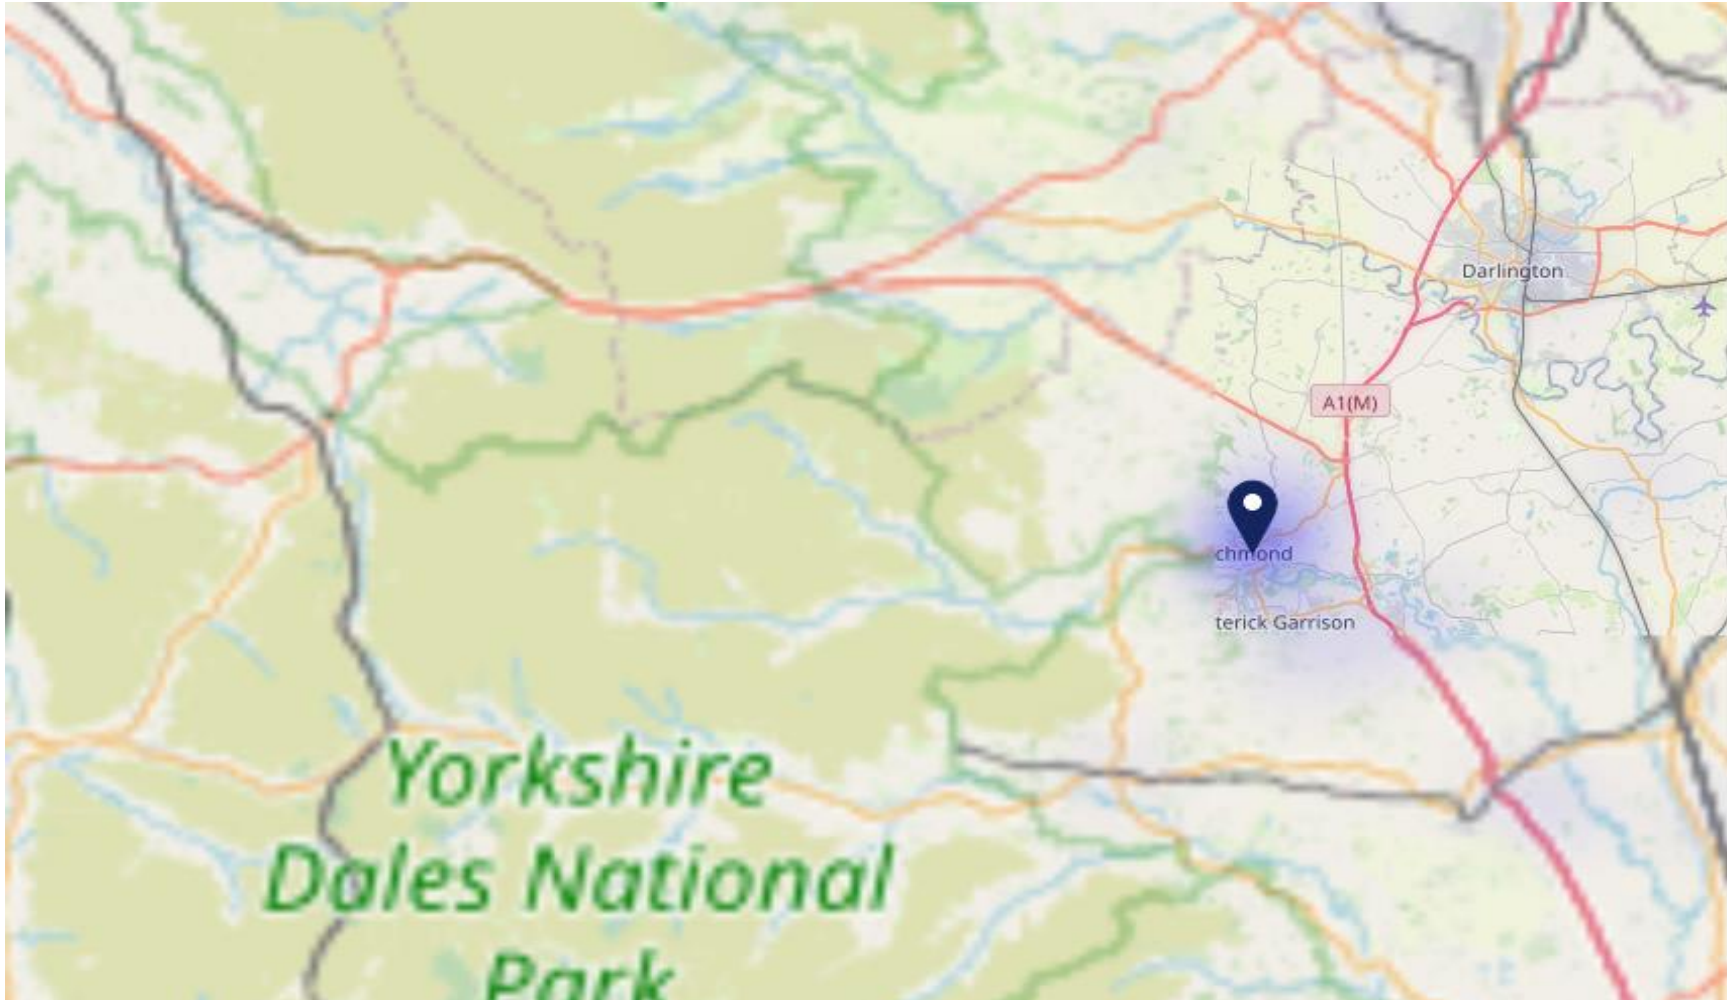 Darlington
A1(M)
chmond
terick Garrison
Yorkshire
Dales National
Park